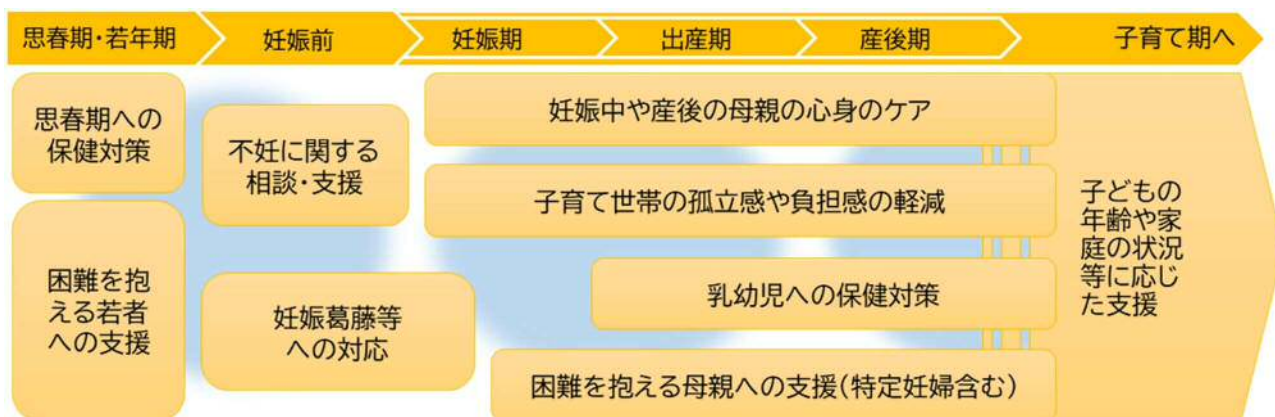 思春期・若年期
妊娠前
妊娠期
出産期
産後期
子育て期へ
思春期への
保健対策
困難を抱
える若者
への支援
不妊に関する
相談・支援
妊娠葛藤等
への対応
妊娠中や産後の母親の心身のケア
子育て世帯の孤立感や負担感の軽減
乳幼児への保健対策
困難を抱える母親への支援(特定妊婦含む)
子どもの
年齢や家
庭の状況
等に応じ
た支援